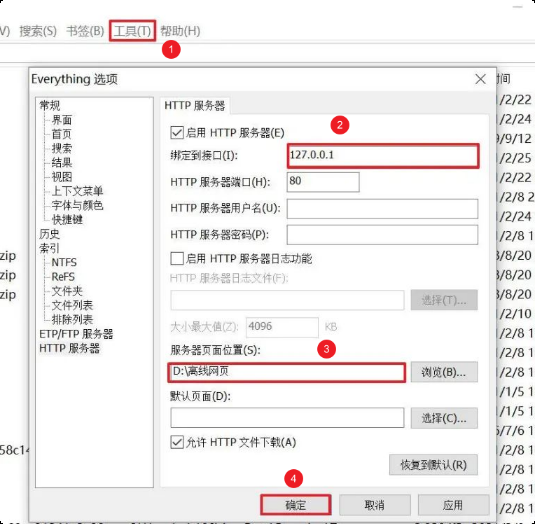 V) 搜索(S) 书签(B) 工具(T) 帮助(H)
1
Everything 选项
时间
常规
界面
首页
搜索
结果
视图
上下文菜单
字体与颜色
快捷键
历史
索引
NTFS
ReFS
文件夹
文件列表
排除列表
ETP/FTP 服务器
HTTP 服务器
HTTP 服务器
启用 HTTP 服务器(E)
2
绑定到接口(I): 127.0.0.1
HTTP 服务器端口(H): 80
HTTP 服务器用户名(U):
HTTP 服务器密码(P):
启用 HTTP 服务器日志功能
HTTP 服务器日志文件(F):
选择(T)...
大小最大值(Z): 4096 KB
服务器页面位置(S):
3
D:\离线网页
浏览(B)...
默认页面(D):
选择(C)...
允许 HTTP 文件下载(A)
恢复到默认(R)
4
确定 取消 应用
zip
zip
zip
58c14
/2/22
/2/24
9/9/12
/2/25
/2/22
/2/8 2
/2/24
/2/8 1
8/8/20
8/8/20
8/8/20
/2/10
/2/8 1
/2/8 1
/2/8 1
/2/8 1
/1/5 1
/1/5 1
5/7/6 1
/2/8 1
/2/8 1
/2/8 1
/2/8 1